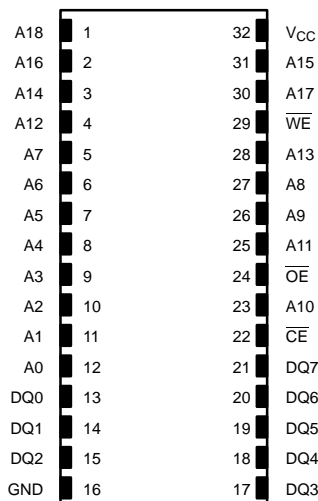 A18 1 32 VCC
A16 2 31 A15
A14 3 30 A17
A12 4 29 W̅E̅
A7 5 28 A13
A6 6 27 A8
A5 7 26 A9
A4 8 25 A11
A3 9 24 O̅E̅
A2 10 23 A10
A1 11 22 C̅E̅
A0 12 21 DQ7
DQ0 13 20 DQ6
DQ1 14 19 DQ5
DQ2 15 18 DQ4
GND 16 17 DQ3